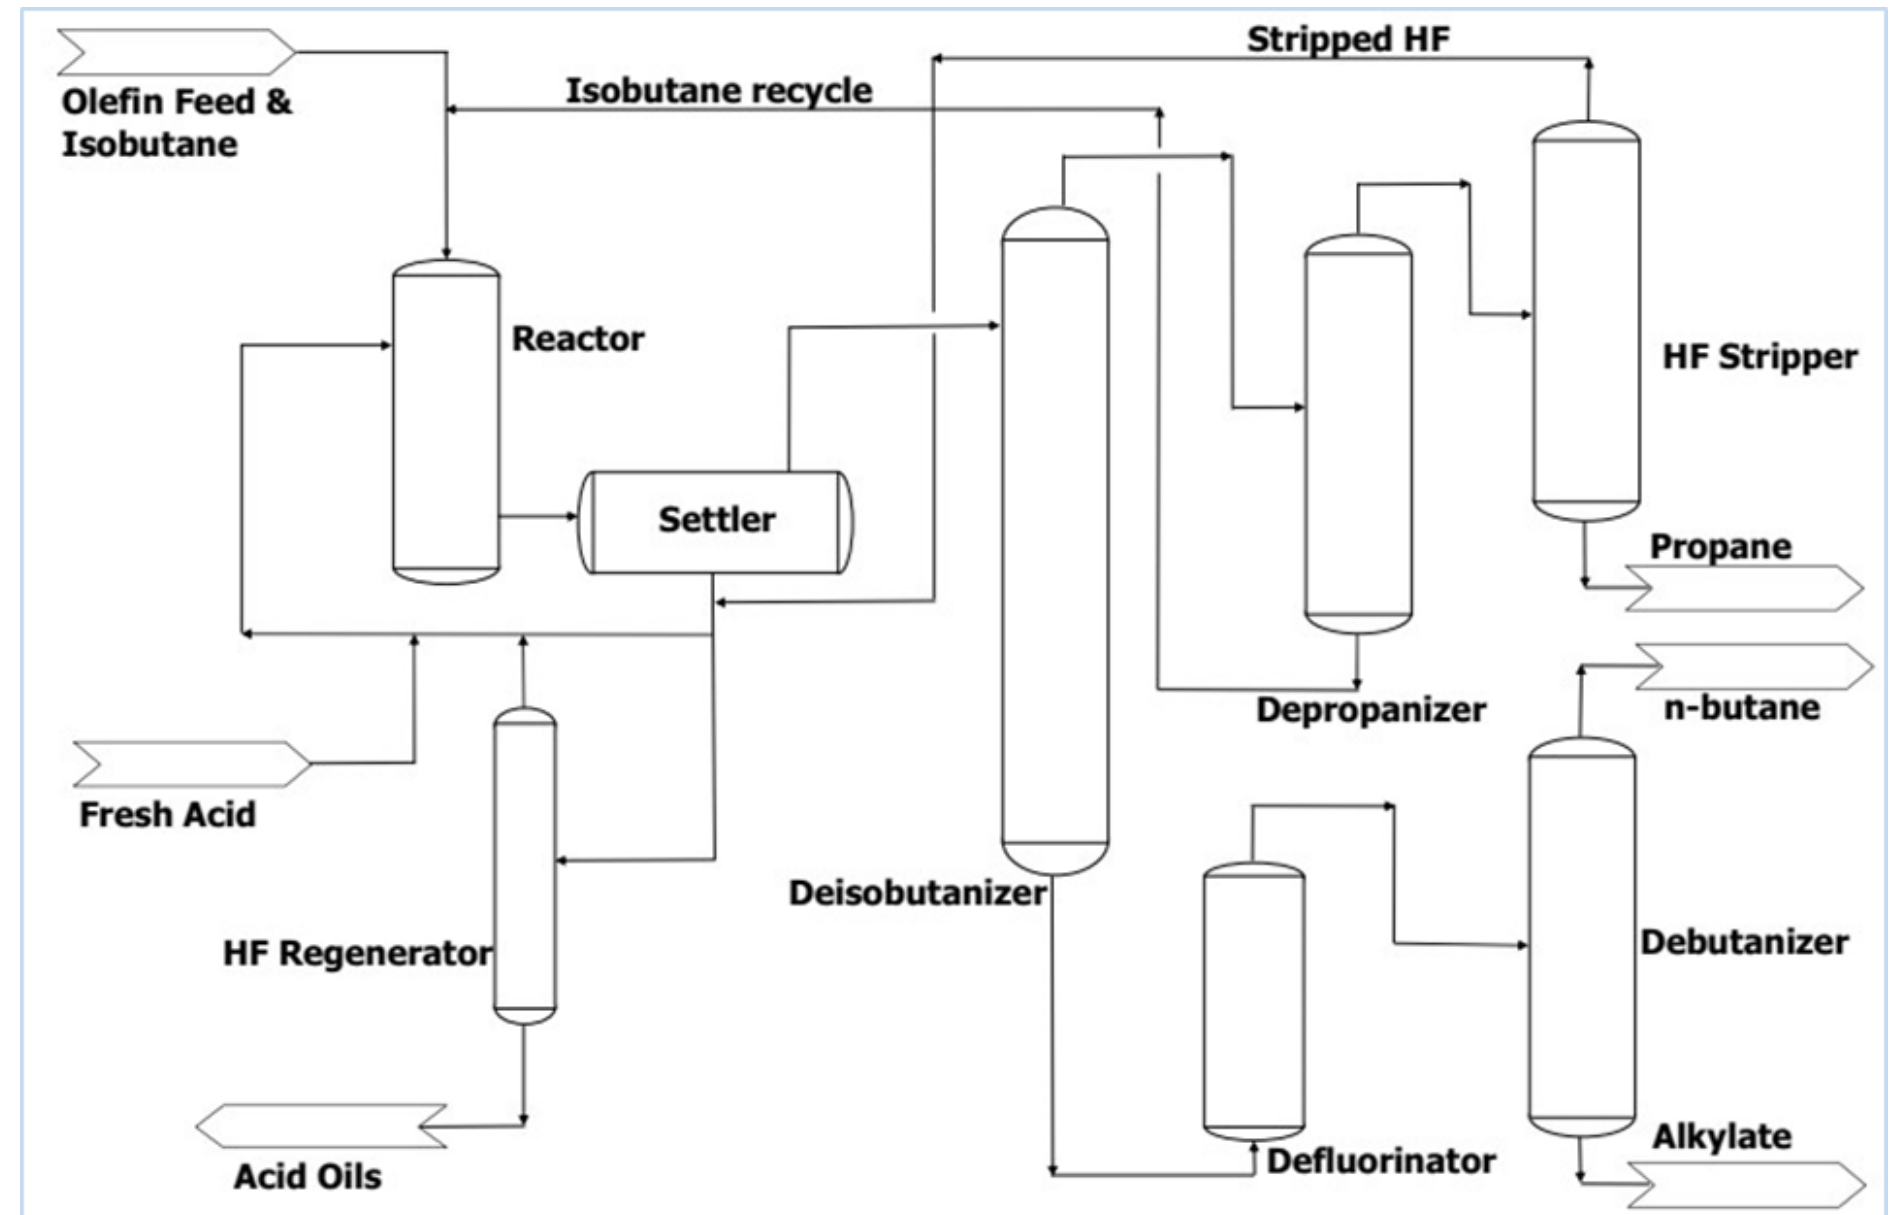 Stripped HF
Isobutane recycle
Olefin Feed &
Isobutane
Reactor
HF Stripper
Settler
Propane
Depropanizer
n-butane
Fresh Acid
Deisobutanizer
HF Regenerator
Debutanizer
Alkylate
Defluorinator
Acid Oils